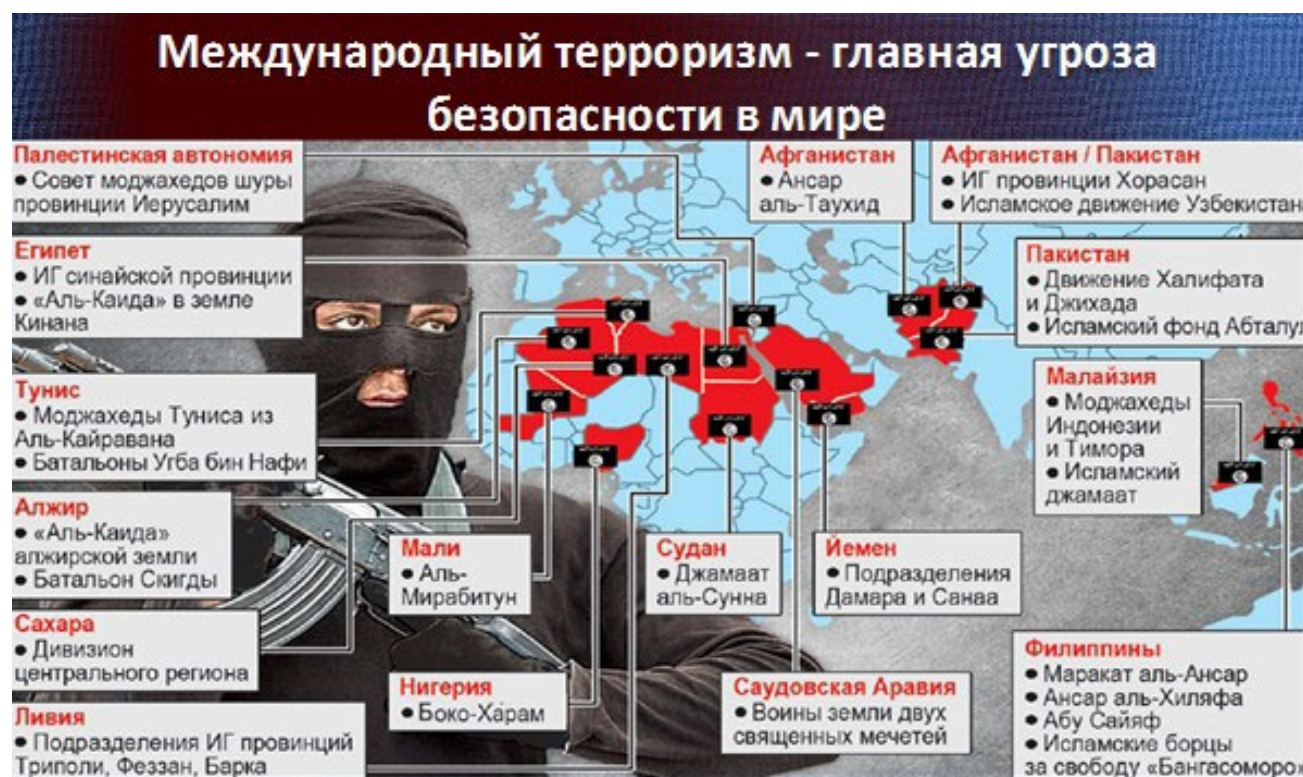 Международный терроризм - главная угроза
безопасности в мире
Палестинская автономия
• Совет моджахедов шуры
провинции Иерусалим
Египет
• ИГ синайской провинции
• «Аль-Каида» в земле
Кинана
Тунис
• Моджахеды Туниса из
Аль-Кайравана
• Батальоны Угба бин Нафи
Алжир
• «Аль-Каида»
алжирской земли
• Батальон Скигды
Сахара
• Дивизион
центрального региона
Ливия
• Подразделения ИГ провинций
Триполи, Феззан, Барка
Мали
• Аль-
Мирабитун
Нигерия
• Боко-Харам
Судан
• Джамаат
аль-Сунна
Саудовская Аравия
• Воины земли двух
священных мечетей
Йемен
• Подразделения
Дамара и Санаа
Афганистан
• Ансар
аль-Таухид
Афганистан / Пакистан
• ИГ провинции Хорасан
• Исламское движение Узбекистана
Пакистан
• Движение Халифата
и Джихада
• Исламский фонд
Малайзия
• Моджахеды
Индонезии
и Тимора
• Исламский
джамаат
Филиппины
• Маракат аль-Ансар
• Ансар аль-Хиляфа
• Абу Сайяф
• Исламские борцы
за свободу «Бангасоморо»